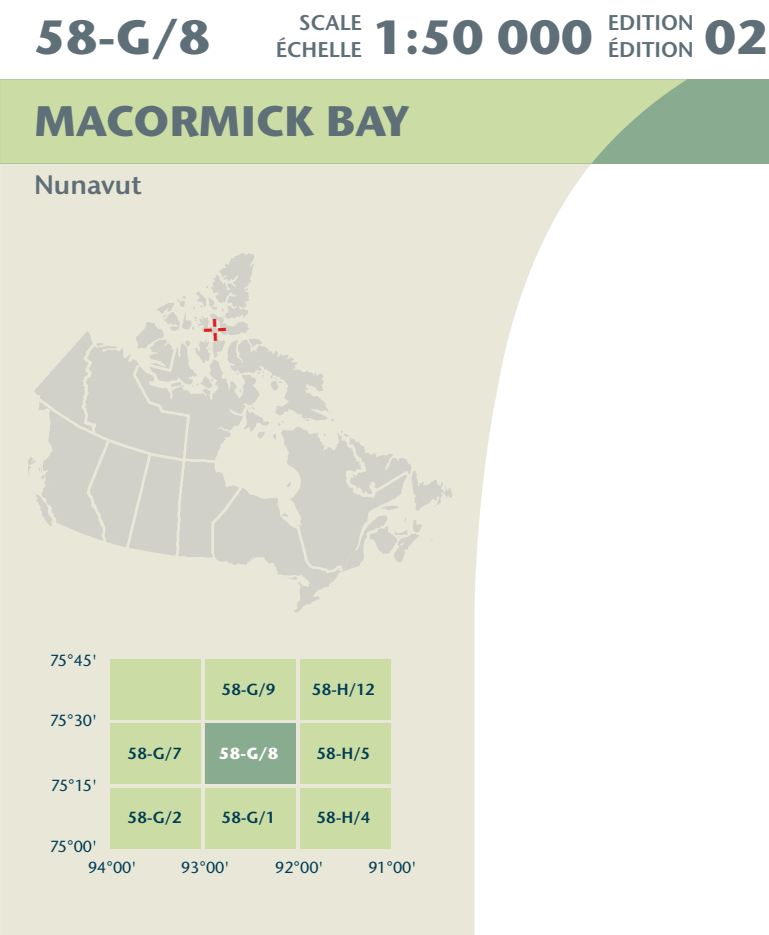 58-G/8
SCALE
ÉCHELLE
1:50 000
EDITION
ÉDITION
02
MACORMICK BAY
Nunavut
75°45'
58-G/9
58-H/12
75°30'
58-G/7
58-G/8
58-H/5
75°15'
58-G/2
58-G/1
58-H/4
75°00'
94°00'
93°00'
92°00'
91°00'